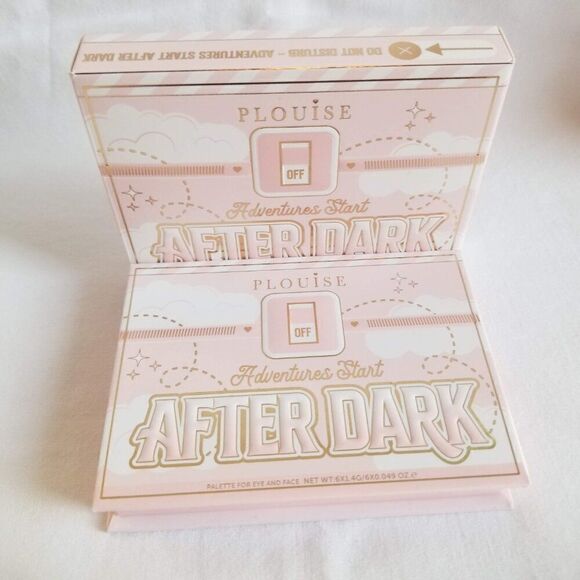 DO NOT DISTURB - ADVENTURES START AFTER DARK
PLOUISE
OFF
Adventures Start
AFTER DARK
PLOUISE
OFF
Adventures Start
AFTER DARK
PALETTE FOR EYE AND FACE NET WT:6X1.4G/6X0.049 OZ.℮